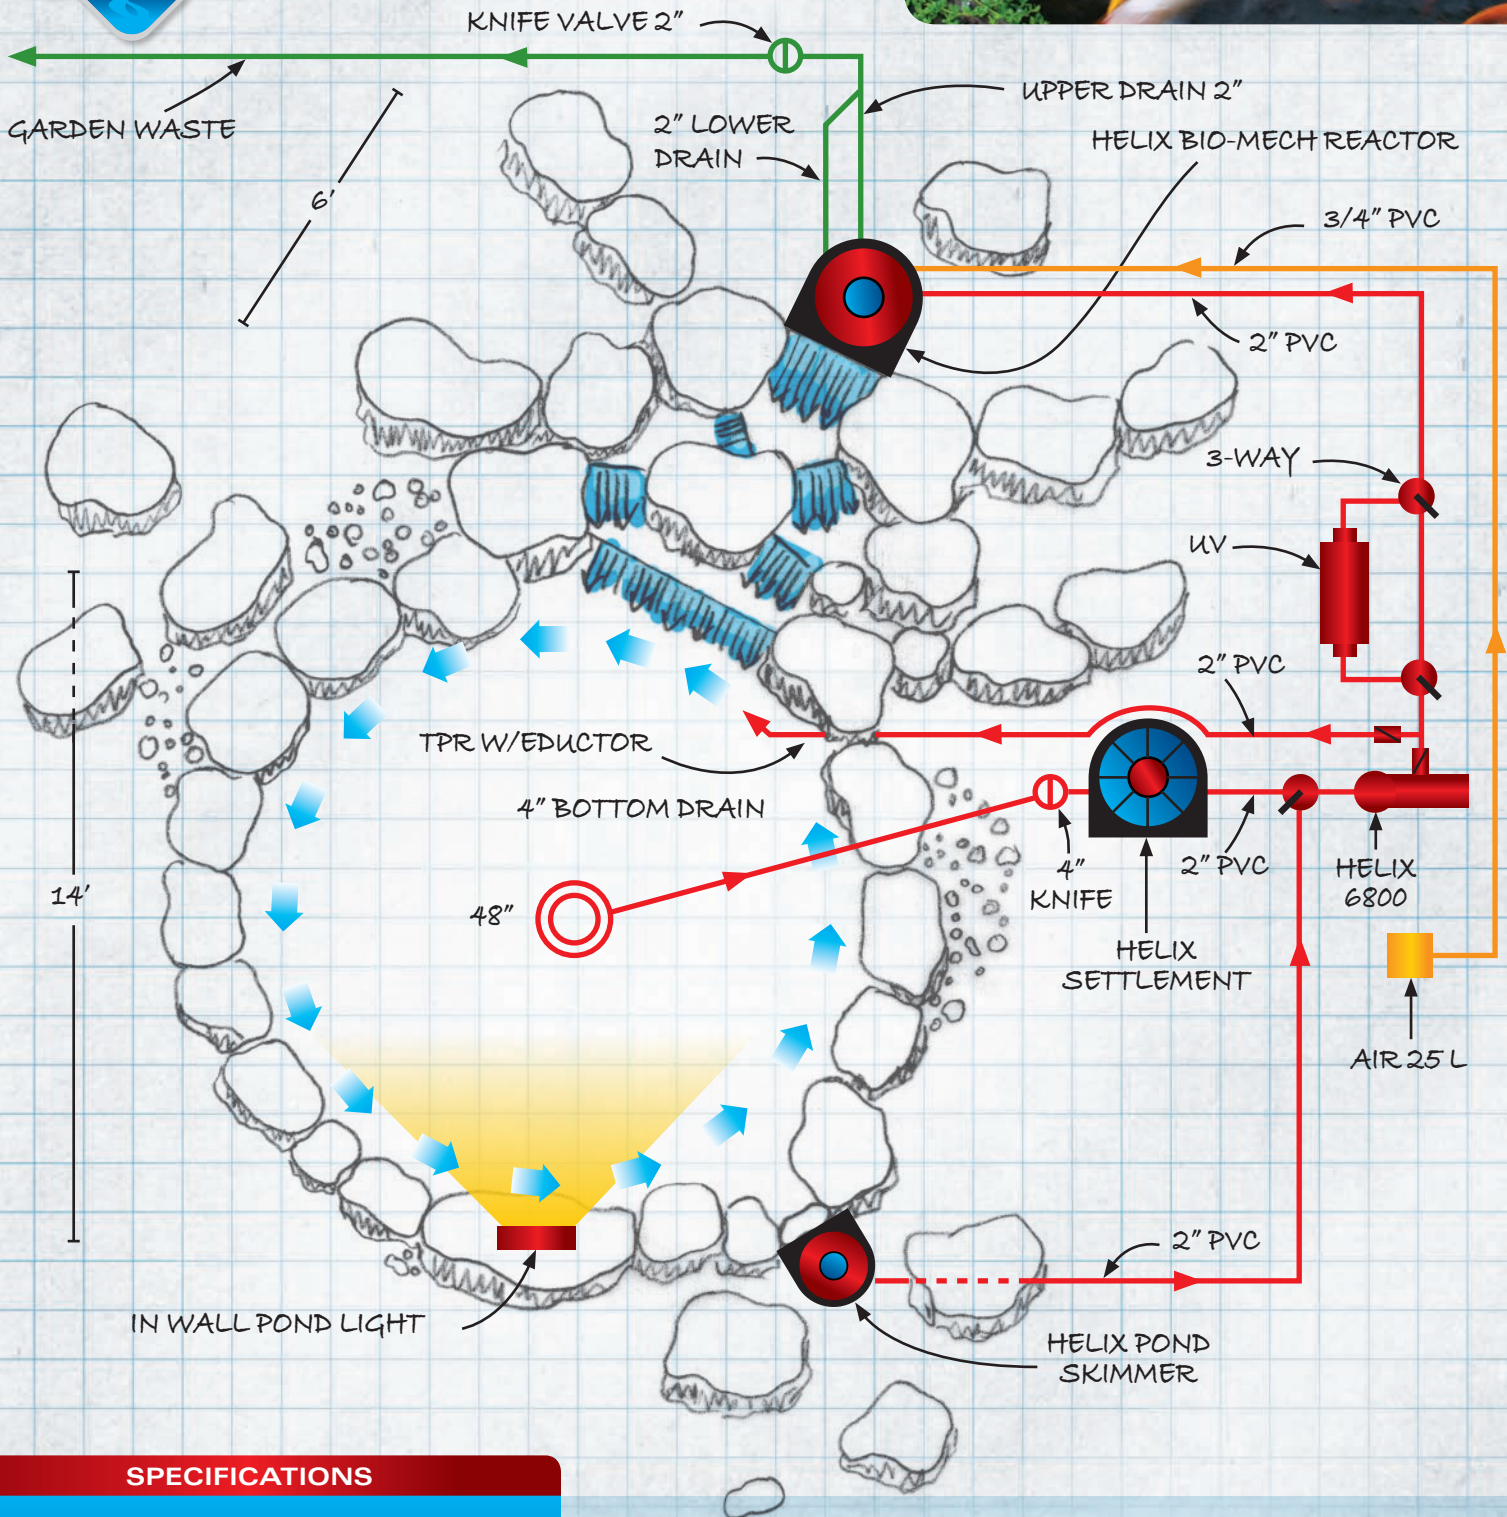 KNIFE VALVE 2"
GARDEN WASTE
6'
2" LOWER
DRAIN
UPPER DRAIN 2"
HELIX BIO-MECH REACTOR
3/4" PVC
2" PVC
3-WAY
UV
2" PVC
TPR W/EDUCTOR
4" BOTTOM DRAIN
48"
14'
4"
KNIFE
2" PVC
HELIX
6800
HELIX
SETTLEMENT
AIR 25 L
2" PVC
IN WALL POND LIGHT
HELIX POND
SKIMMER
SPECIFICATIONS